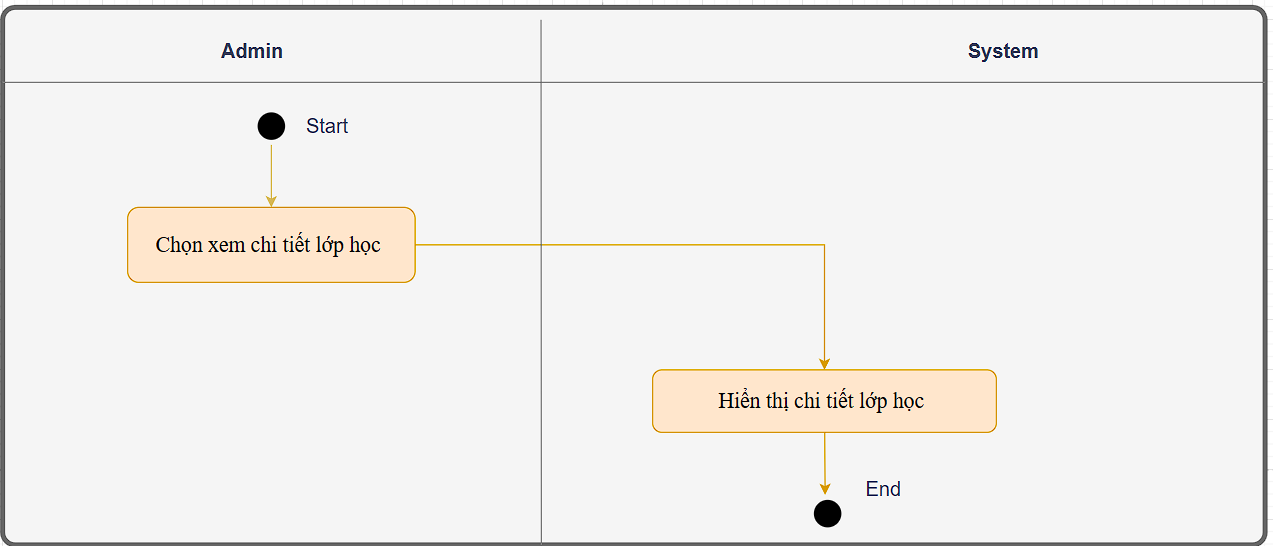 Admin
System
Start
Chọn xem chi tiết lớp học
Hiển thị chi tiết lớp học
End